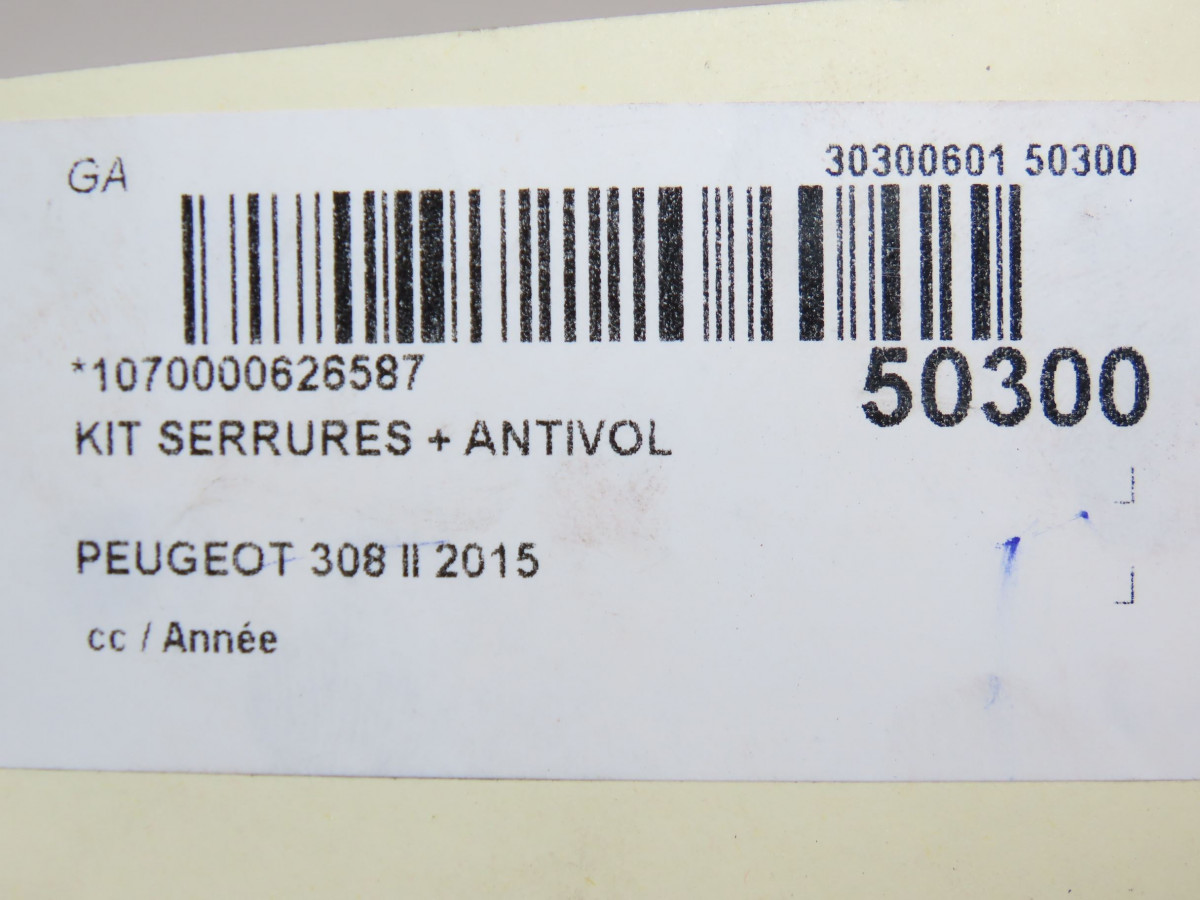 GA
30300601 50300
*1070000626587
50300
KIT SERRURES + ANTIVOL
PEUGEOT 308 II 2015
cc / Année